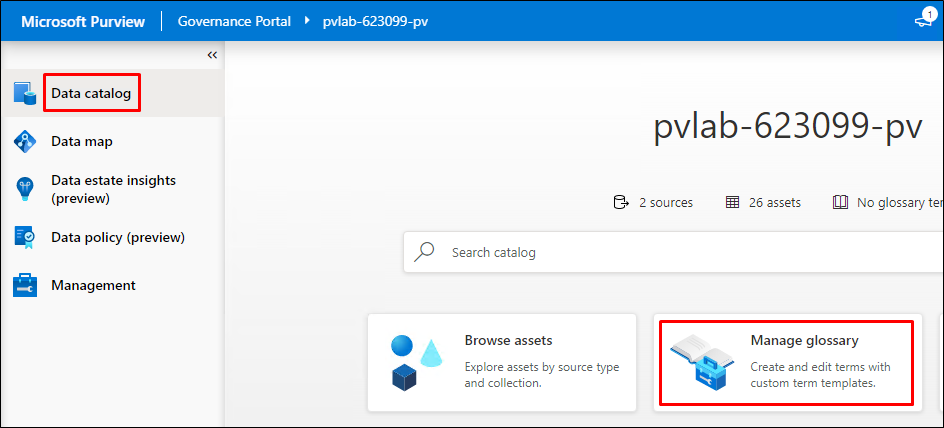 Microsoft Purview
Governance Portal
pvlab-623099-pv
1
Data catalog
Data map
Data estate insights
(preview)
Data policy (preview)
Management
pvlab-623099-pv
2 sources
26 assets
No glossary
Search catalog
Browse assets
Explore assets by source type
and collection.
Manage glossary
Create and edit terms with
custom term templates.